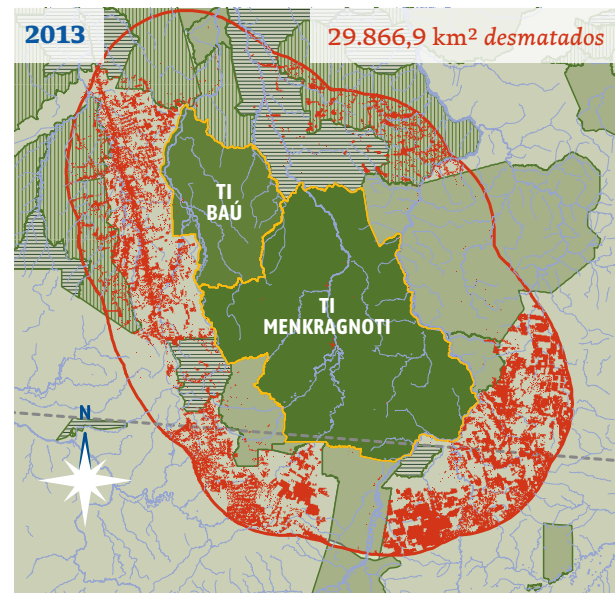 2013
29.866,9 km² desmatados
TI
BAÚ
TI
MENKRAGNOTI
N